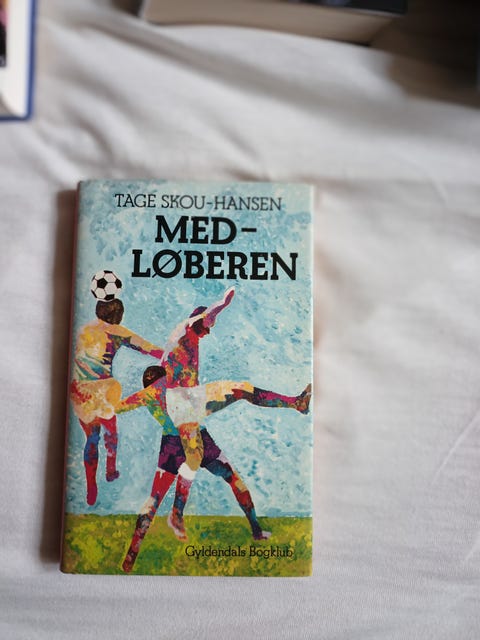 TAGE SKOU-HANSEN
MED-
LØBEREN
Gyldendals Bogklub